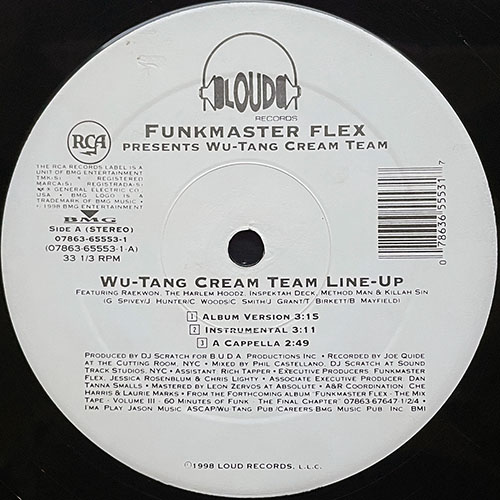 LOUD
RECORDS
FUNKMASTER FLEX
PRESENTS WU-TANG CREAM TEAM
RCA
THE RCA RECORDS LABEL IS A
UNIT OF BMG ENTERTAINMENT
TMK(S) ® REGISTERED
MARCA(S) REGISTRADA(S)
GENERAL ELECTRIC CO.
USA • BMG LOGO IS A
TRADEMARK OF BMG MUSIC •
℗ 1998 BMG ENTERTAINMENT
BMG
SIDE A (STEREO)
07863-65553-1
(07863-65553-1-A)
33 1/3 RPM
0 78636 55531 7
WU-TANG CREAM TEAM LINE-UP
FEATURING RAEKWON, THE HARLEM HOODZ, INSPEKTAH DECK, METHOD MAN & KILLAH SIN
(G SPIVEY/J HUNTER/C WOODS/C SMITH/J GRANT/T BIRKETT/B MAYFIELD)
1 ALBUM VERSION 3:15
2 INSTRUMENTAL 3:11
3 A CAPPELLA 2:49
PRODUCED BY DJ SCRATCH FOR B.U.D.A. PRODUCTIONS INC. • RECORDED BY JOE QUIDE
AT THE CUTTING ROOM, NYC • MIXED BY PHIL CASTELLANO, DJ SCRATCH AT SOUND
TRACK STUDIOS, NYC • ASSISTANT: RICH TAPPER • EXECUTIVE PRODUCERS: FUNKMASTER
FLEX, JESSICA ROSENBLUM & CHRIS LIGHTY • ASSOCIATE EXECUTIVE PRODUCER: DAN
TANNA SMALLS • MASTERED BY LEON ZERVOS AT ABSOLUTE • A&R COORDINATION: CHE
HARRIS & LAURIE MARKS • FROM THE FORTHCOMING ALBUM "FUNKMASTER FLEX - THE MIX
TAPE - VOLUME III - 60 MINUTES OF FUNK - THE FINAL CHAPTER" 07863-67647-1/2/4 •
I'MA PLAY JASON MUSIC ASCAP/WU TANG PUB./CAREERS BMG MUSIC PUB. INC. BMI
©1998 LOUD RECORDS, L.L.C.